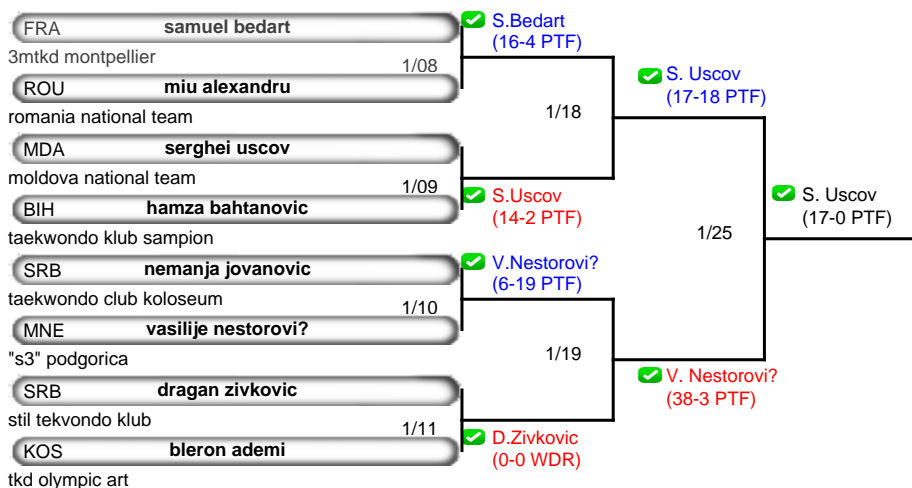 FRA samuel bedart
3mtkd montpellier
1/08
ROU miu alexandru
romania national team
MDA serghei uscov
moldova national team
1/09
BIH hamza bahtanovic
taekwondo klub sampion
SRB nemanja jovanovic
taekwondo club koloseum
1/10
MNE vasilije nestorovi?
"s3" podgorica
SRB dragan zivkovic
stil tekvondo klub
1/11
KOS bleron ademi
tkd olympic art
S.Bedart
(16-4 PTF)
1/18
S.Uscov
(14-2 PTF)
V.Nestorovi?
(6-19 PTF)
1/19
D.Zivkovic
(0-0 WDR)
S. Uscov
(17-18 PTF)
1/25
V. Nestorovi?
(38-3 PTF)
S. Uscov
(17-0 PTF)